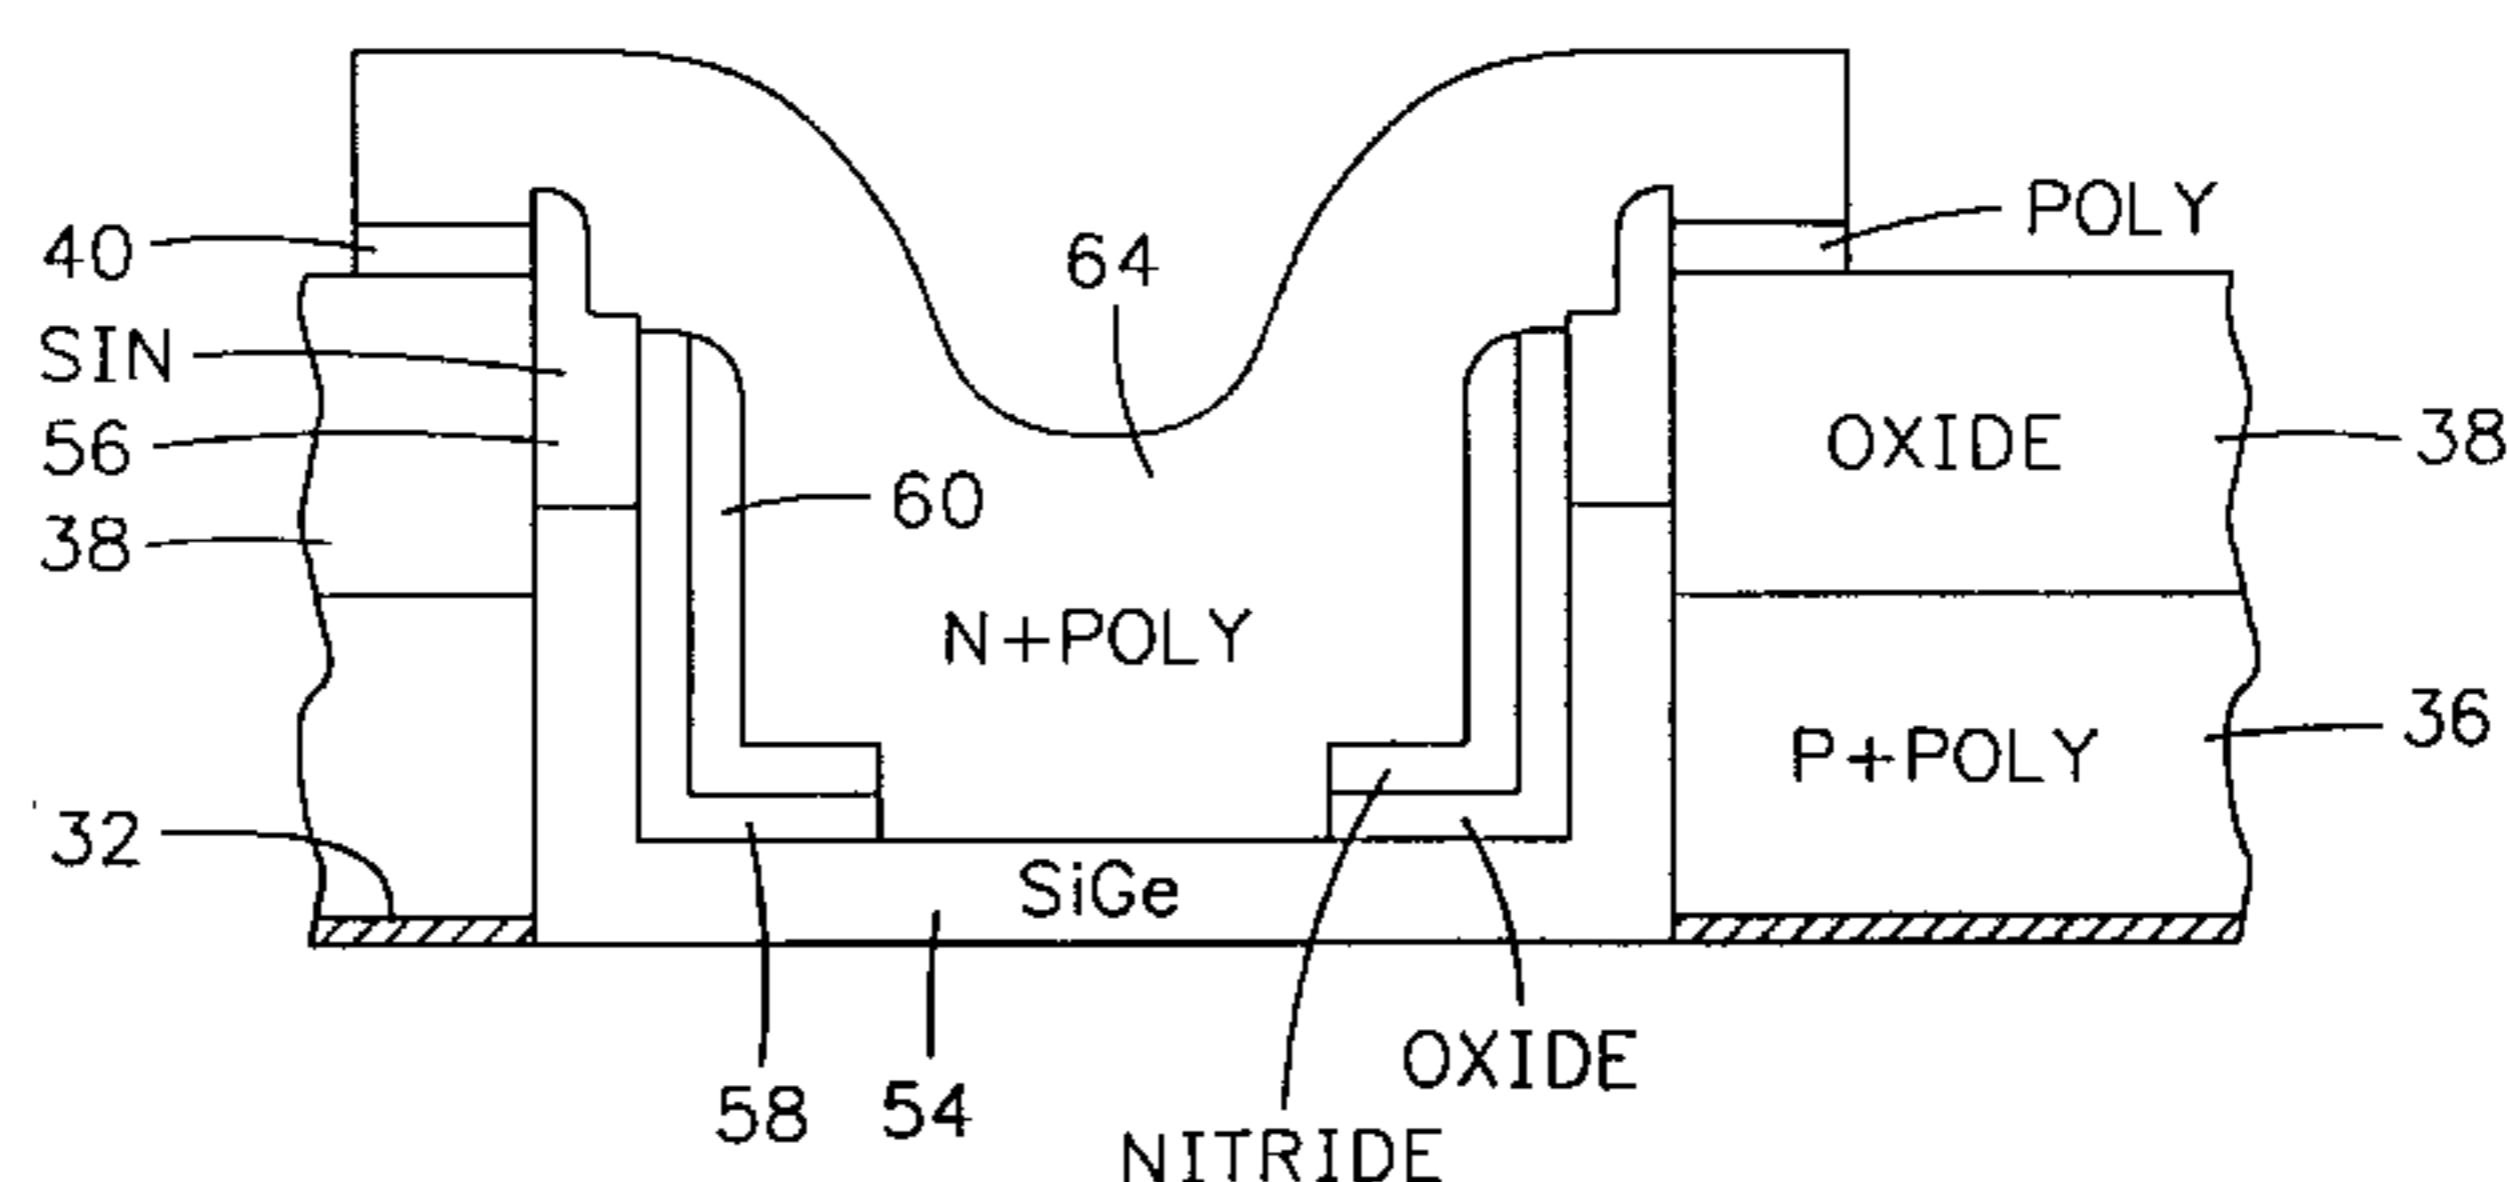 POLY
40
64
SIN
56
OXIDE
38
60
38
N+POLY
36
P+POLY
32
SiGe
OXIDE
58
54
NITRIDE